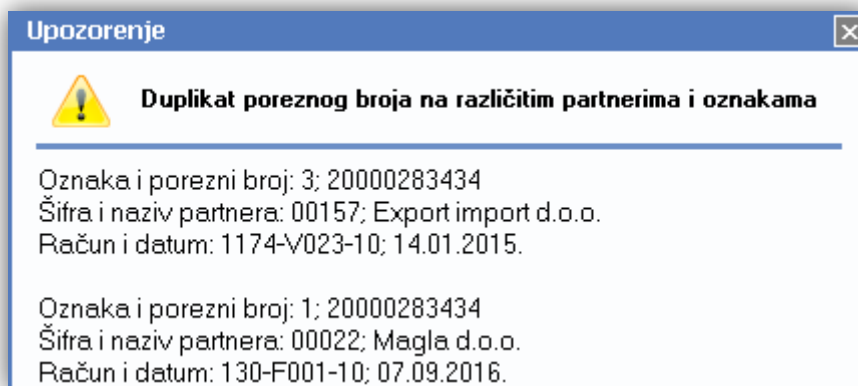 Upozorenje
Duplikat poreznog broja na različitim partnerima i oznakama
Oznaka i porezni broj: 3; 20000283434
Šifra i naziv partnera: 00157; Export import d.o.o.
Račun i datum: 1174-V023-10; 14.01.2015.
Oznaka i porezni broj: 1; 20000283434
Šifra i naziv partnera: 00022; Magla d.o.o.
Račun i datum: 130-F001-10; 07.09.2016.